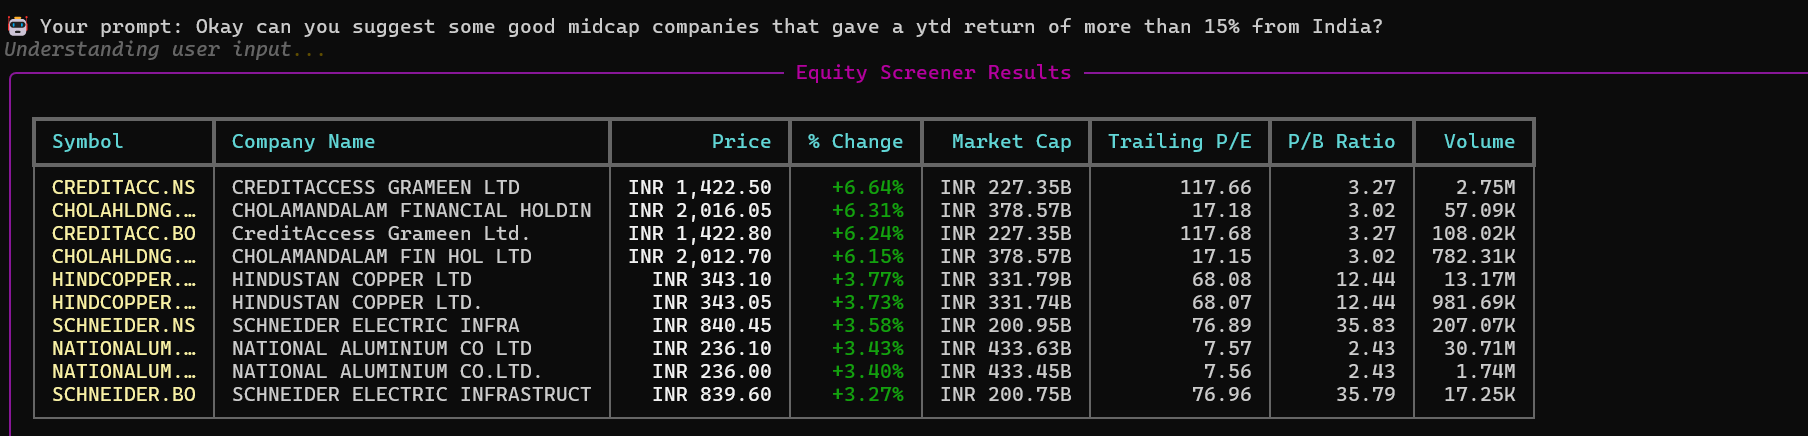 Your prompt: Okay can you suggest some good midcap companies that gave a ytd return of more than 15% from India?
Understanding user input...
Equity Screener Results
Symbol Company Name Price % Change Market Cap Trailing P/E P/B Ratio Volume
CREDITACC.NS CREDITACCESS GRAMEEN LTD INR 1,422.50 +6.64% INR 227.35B 117.66 3.27 2.75M
CHOLAHLDNG.… CHOLAMANDALAM FINANCIAL HOLDIN INR 2,016.05 +6.31% INR 378.57B 17.18 3.02 57.09K
CREDITACC.BO CreditAccess Grameen Ltd. INR 1,422.80 +6.24% INR 227.35B 117.68 3.27 108.02K
CHOLAHLDNG.… CHOLAMANDALAM FIN HOL LTD INR 2,012.70 +6.15% INR 378.57B 17.15 3.02 782.31K
HINDCOPPER.… HINDUSTAN COPPER LTD INR 343.10 +3.77% INR 331.79B 68.08 12.44 13.17M
HINDCOPPER.… HINDUSTAN COPPER LTD. INR 343.05 +3.73% INR 331.74B 68.07 12.44 981.69K
SCHNEIDER.NS SCHNEIDER ELECTRIC INFRA INR 840.45 +3.58% INR 200.95B 76.89 35.83 207.07K
NATIONALUM.… NATIONAL ALUMINIUM CO LTD INR 236.10 +3.43% INR 433.63B 7.57 2.43 30.71M
NATIONALUM.… NATIONAL ALUMINIUM CO.LTD. INR 236.00 +3.40% INR 433.45B 7.56 2.43 1.74M
SCHNEIDER.BO SCHNEIDER ELECTRIC INFRASTRUCT INR 839.60 +3.27% INR 200.75B 76.96 35.79 17.25K